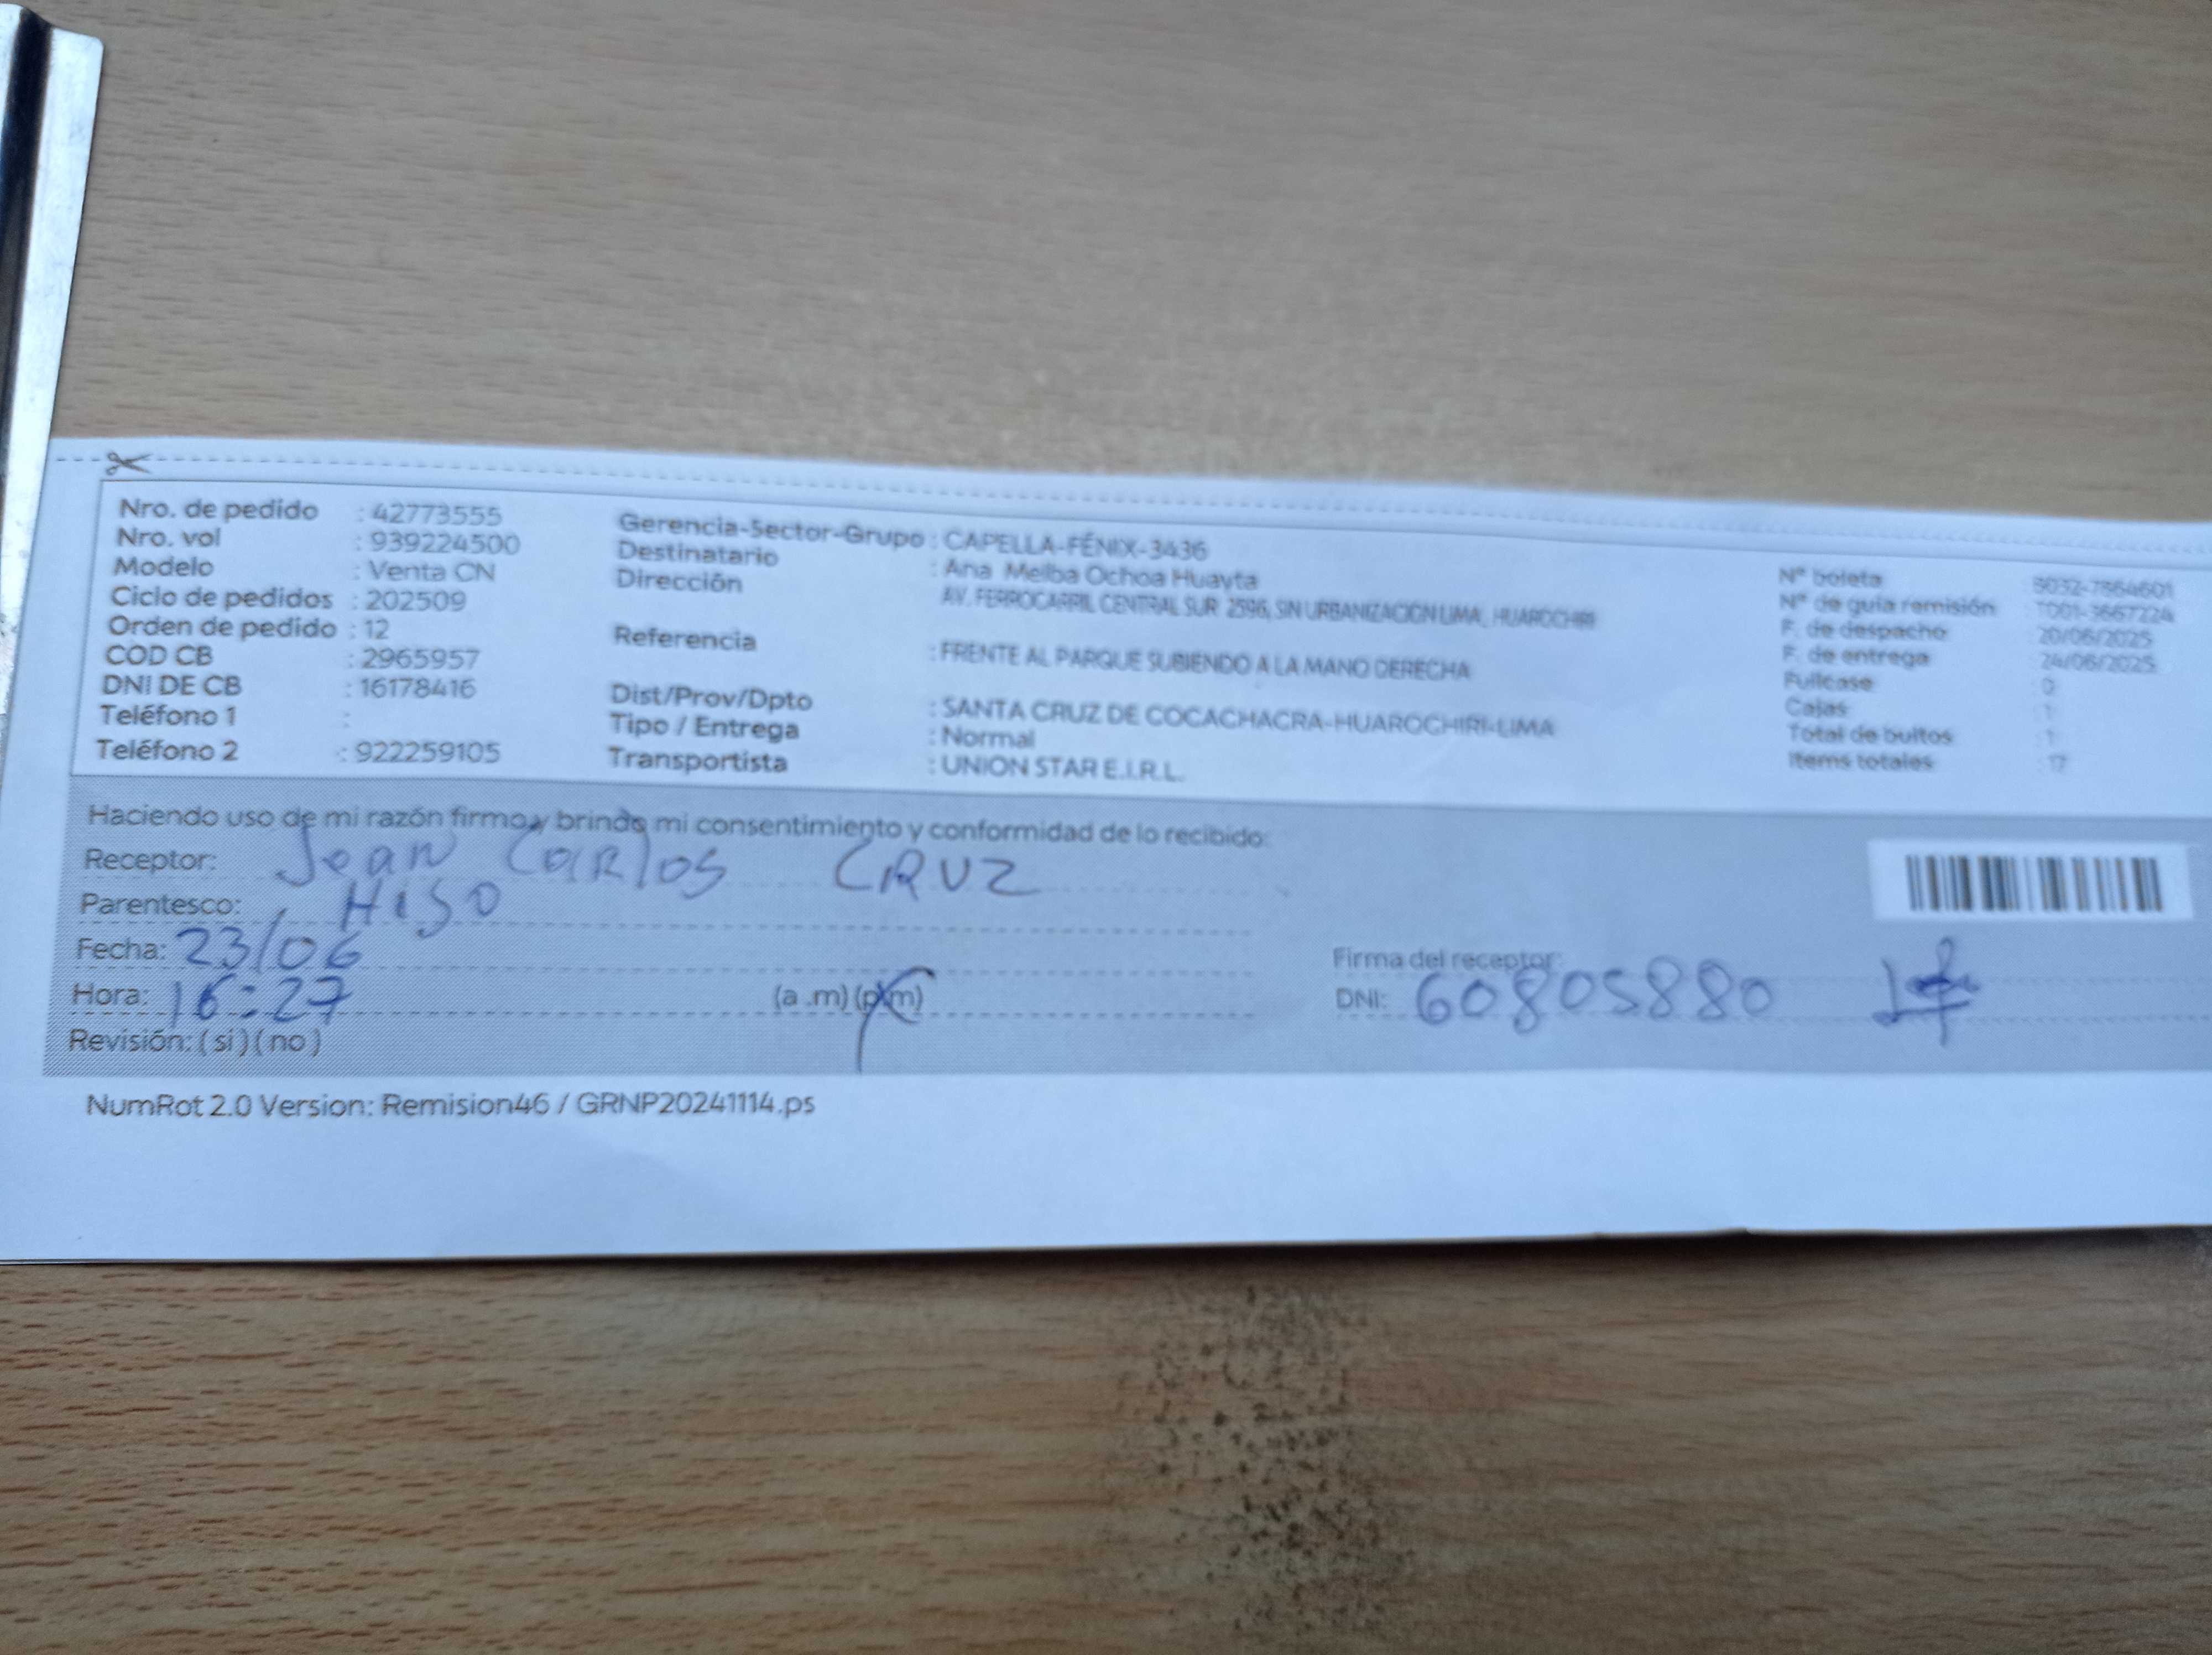 Nro. de pedido : 42773555
Nro. vol : 939224500
Modelo : Venta CN
Ciclo de pedidos : 202509
Orden de pedido : 12
COD CB : 2965957
DNI DE CB : 16178416
Teléfono 1 :
Teléfono 2 : 922259105
Gerencia-Sector-Grupo : CAPELLA-FÉNIX-3436
Destinatario : Ana Melba Ochoa Huayta
Dirección AV. FERROCARRIL CENTRAL SUR 2596, SIN URBANIZACION LIMA, HUAROCHIRI
Referencia : FRENTE AL PARQUE SUBIENDO A LA MANO DERECHA
Dist/Prov/Dpto : SANTA CRUZ DE COCACHACRA-HUAROCHIRI-LIMA
Tipo / Entrega : Normal
Transportista : UNION STAR E.I.R.L.
Nº boleta B032-7864601
Nº de guía remisión T001-3667224
F. de despacho : 20/06/2025
F. de entrega : 24/06/2025
Fullcase : 0
Cajas : 1
Total de bultos : 1
Items totales : 17
Haciendo uso de mi razón firmo y brindo mi consentimiento y conformidad de lo recibido:
Receptor: Jean Carlos CRUZ
Parentesco: HISO
Fecha: 23/06
Hora: 16:27 (a .m) (p.m)
Revisión: ( si ) ( no )
Firma del receptor:
DNI: 60805880
NumRot 2.0 Version: Remision46 / GRNP20241114.ps